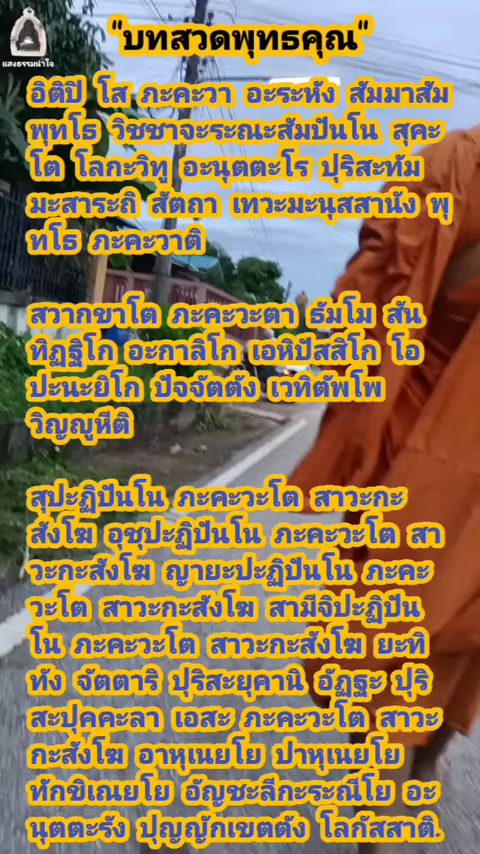 แสงธรรมนำใจ
"บทสวดพุทธคุณ"
อิติปิ โส ภะคะวา อะระหัง สัมมาสัม
พุทโธ วิชชาจะระณะสัมปันโน สุคะ
โต โลกะวิทู อะนุตตะโร ปุริสะทัม
มะสาระถิ สัตถา เทวะมะนุสสานัง พุ
ทโธ ภะคะวาติ
สวากขาโต ภะคะวะตา ธัมโม สัน
ทิฏฐิโก อะกาลิโก เอหิปัสสิโก โอ
ปะนะยิโก ปัจจัตตัง เวทิตัพโพ
วิญญูหีติ
สุปะฏิปันโน ภะคะวะโต สาวะกะ
สังโฆ อุชุปะฏิปันโน ภะคะวะโต สา
วะกะสังโฆ ญายะปะฏิปันโน ภะคะ
วะโต สาวะกะสังโฆ สามีจิปะฏิปัน
โน ภะคะวะโต สาวะกะสังโฆ ยะทิ
ทัง จัตตาริ ปุริสะยุคานิ อัฏฐะ ปุริ
สะปุคคะลา เอสะ ภะคะวะโต สาวะ
กะสังโฆ อาหุเนยโย ปาหุเนยโย
ทักขิเณยโย อัญชะลีกะระณีโย อะ
นุตตะรัง ปุญญักเขตตัง โลกัสสาติ.